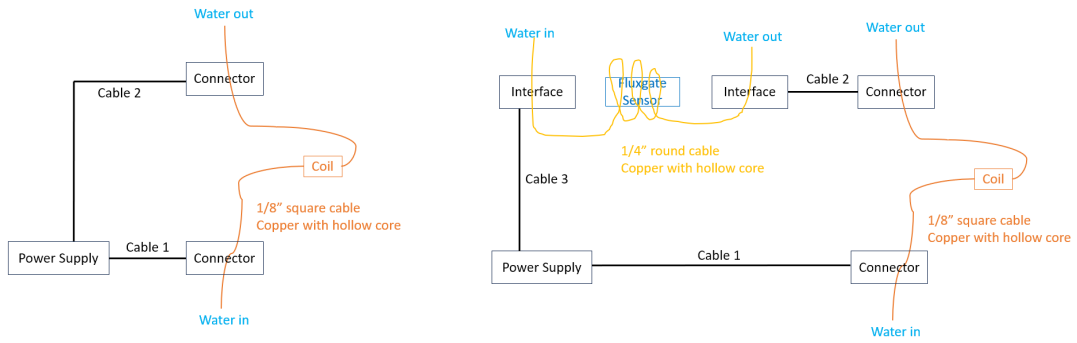 Water out
Connector
Cable 2
Coil
1/8" square cable
Copper with hollow core
Cable 1
Power Supply
Connector
Water in
Water in
Water out
Water out
Interface
Fluxgate
Sensor
Interface
Cable 2
Connector
1/4" round cable
Copper with hollow core
Cable 3
Coil
1/8" square cable
Copper with hollow core
Cable 1
Power Supply
Connector
Water in